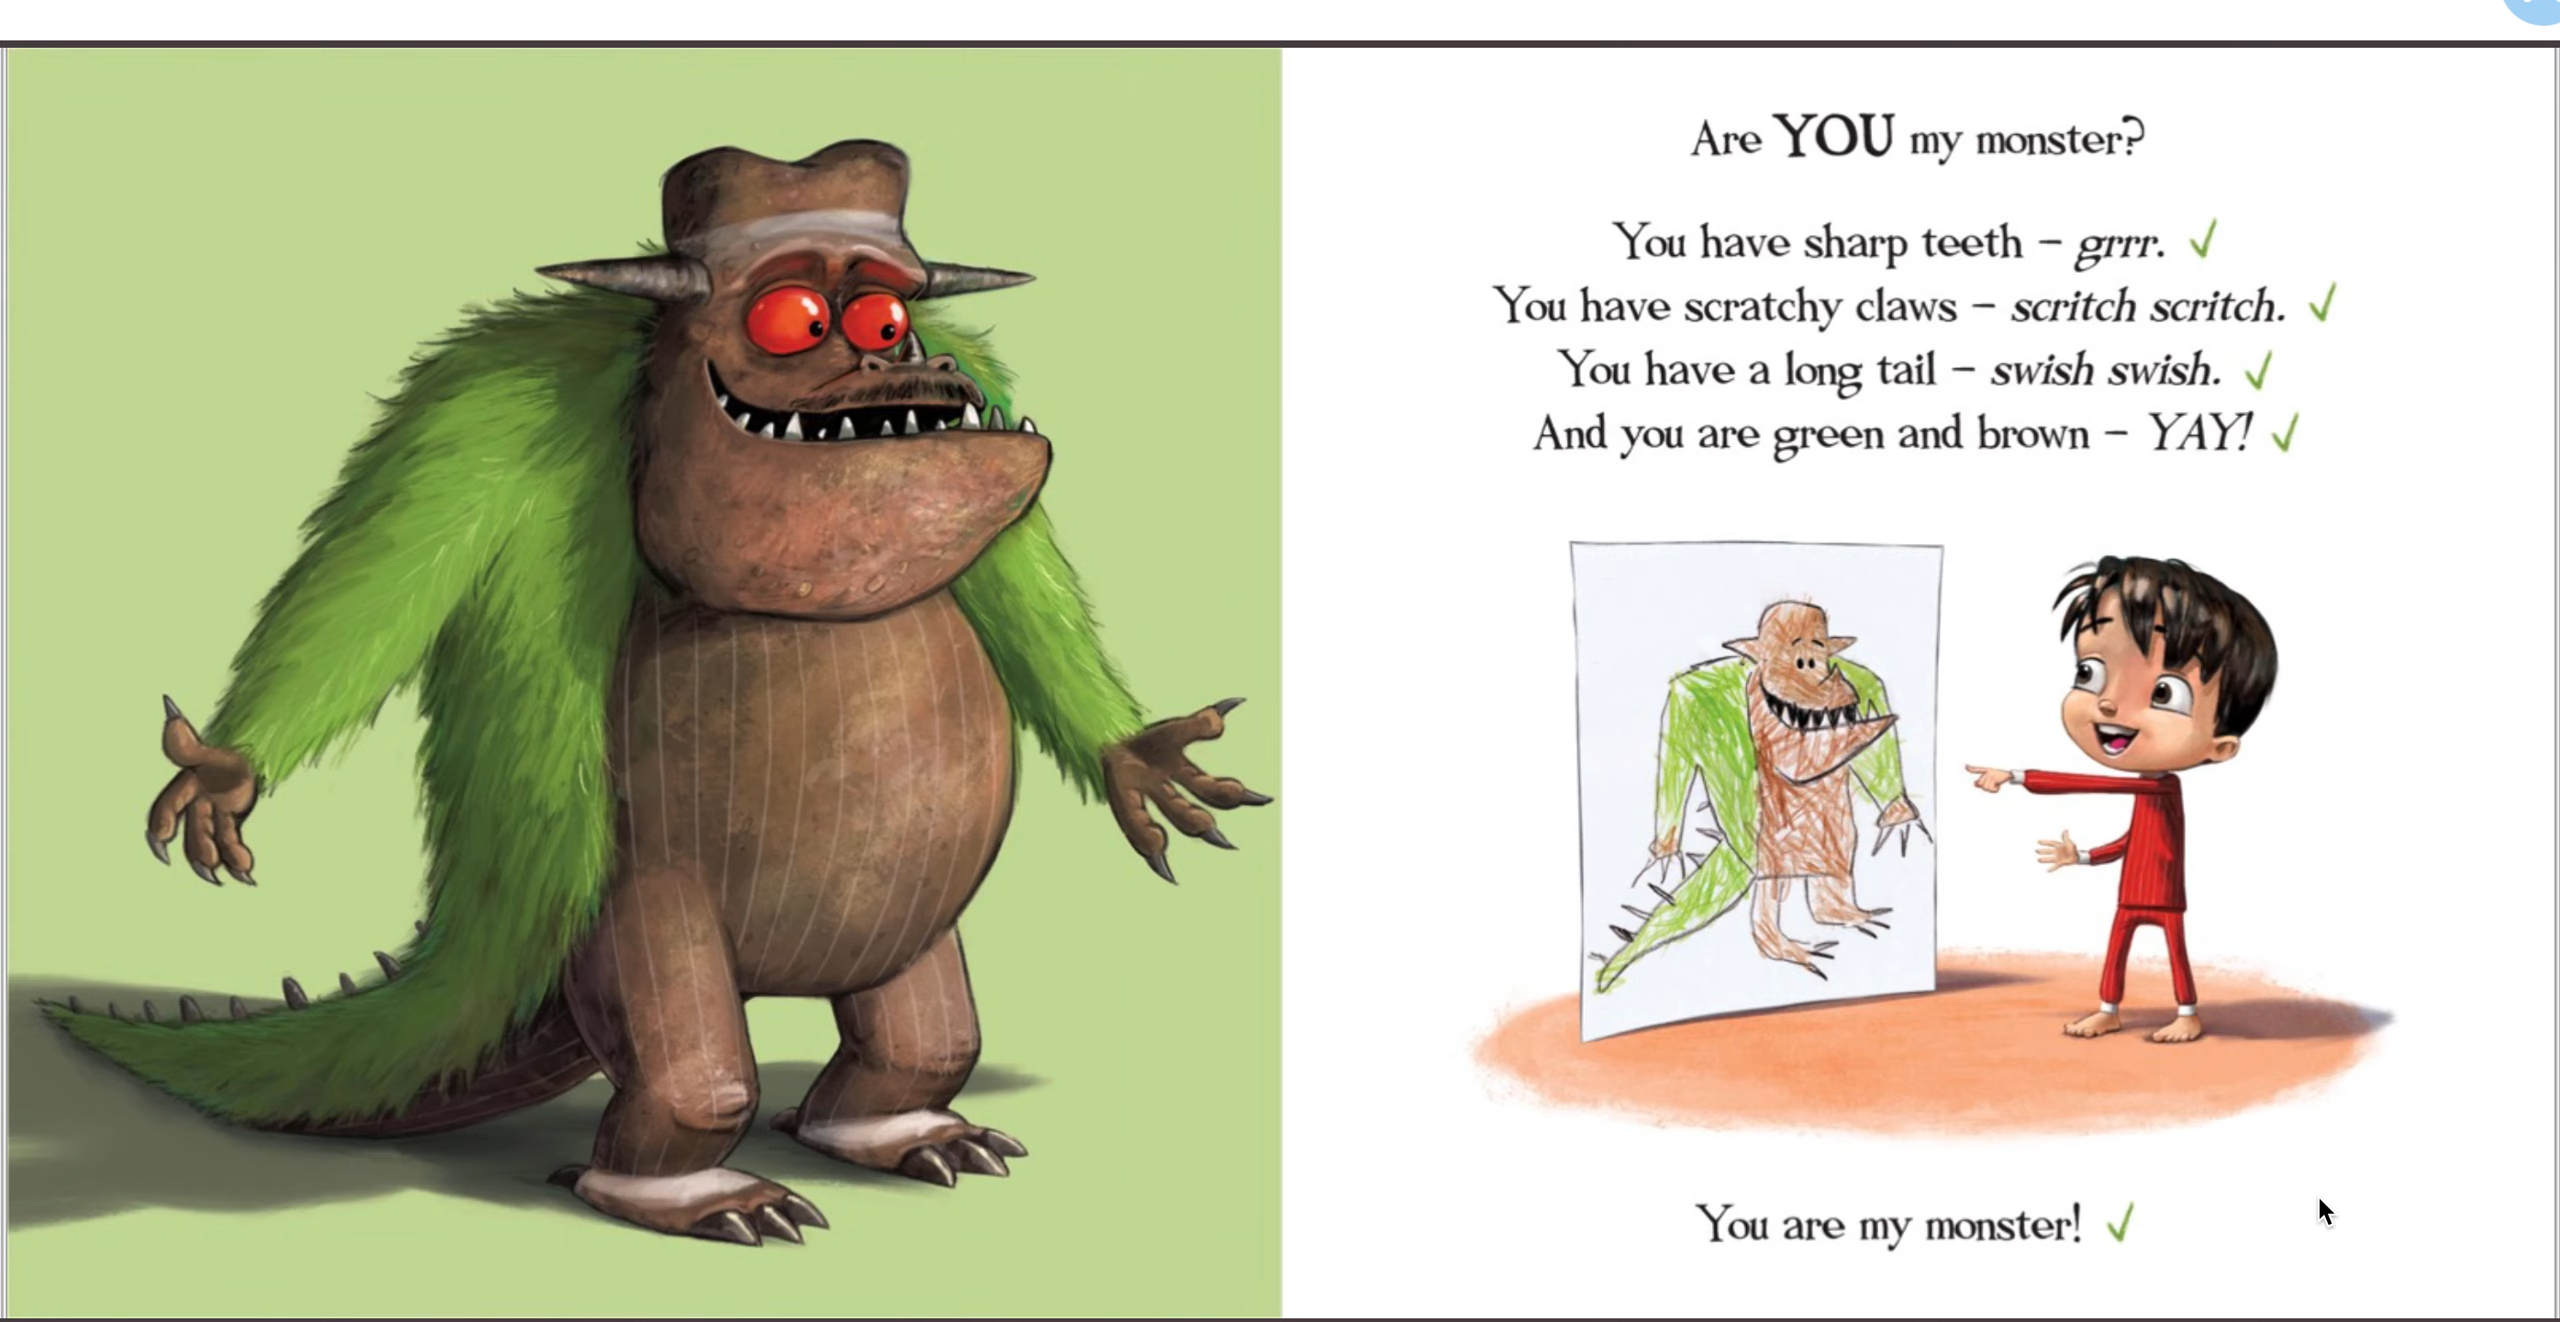 Are YOU my monster?
You have sharp teeth – grrr. ✓
You have scratchy claws – scritch scritch. ✓
You have a long tail – swish swish. ✓
And you are green and brown – YAY! ✓
You are my monster! ✓